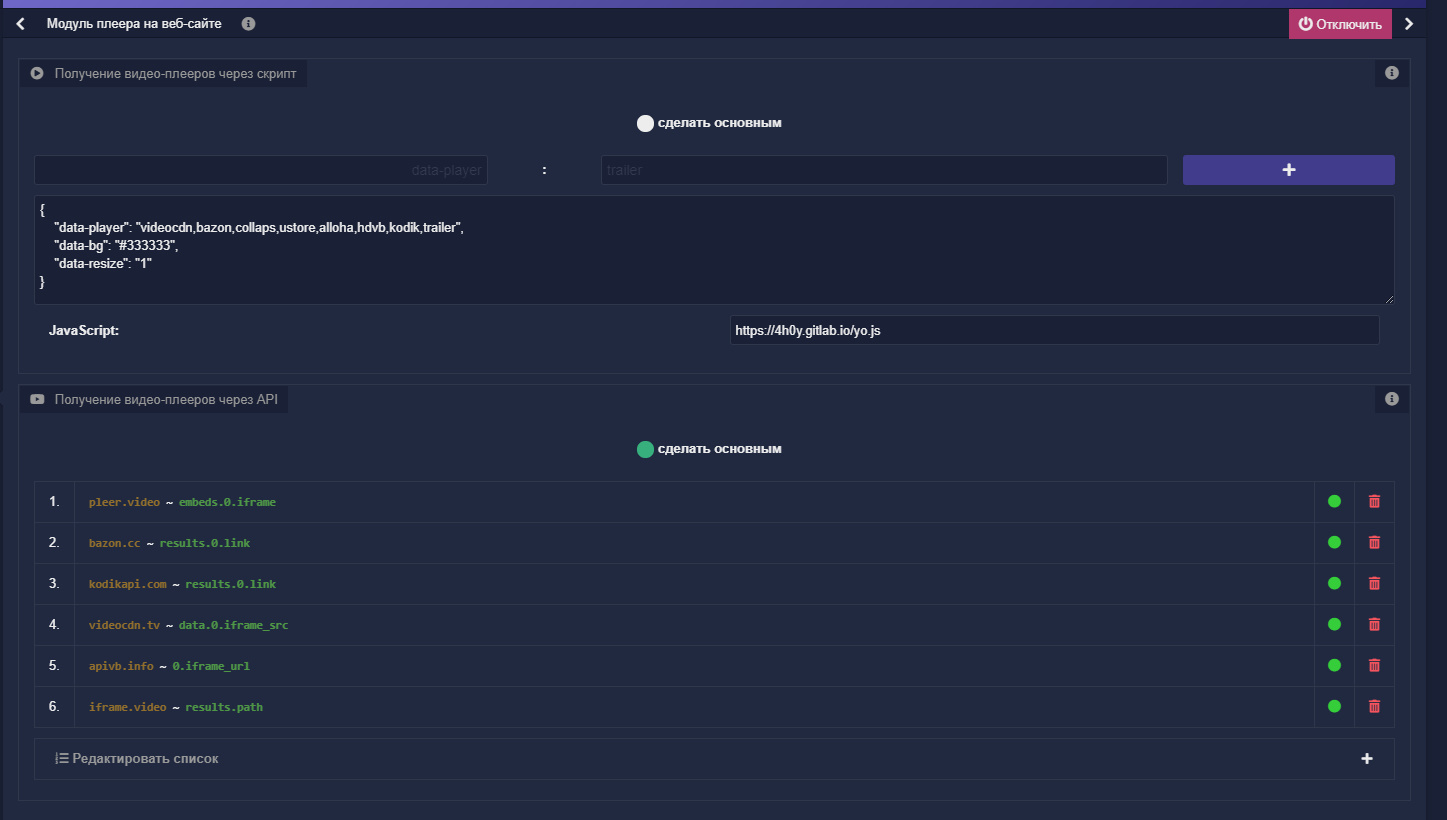 Модуль плеера на веб-сайте
Отключить
Получение видео-плееров через скрипт
сделать основным
data-player : trailer +
{
"data-player": "videocdn,bazon,collaps,ustore,alloha,hdvb,kodik,trailer",
"data-bg": "#333333",
"data-resize": "1"
}
JavaScript: https://4h0y.gitlab.io/yo.js
Получение видео-плееров через API
сделать основным
1. pleer.video ~ embeds.0.iframe
2. bazon.cc ~ results.0.link
3. kodikapi.com ~ results.0.link
4. videocdn.tv ~ data.0.iframe_src
5. apivb.info ~ 0.iframe_url
6. iframe.video ~ results.path
Редактировать список +